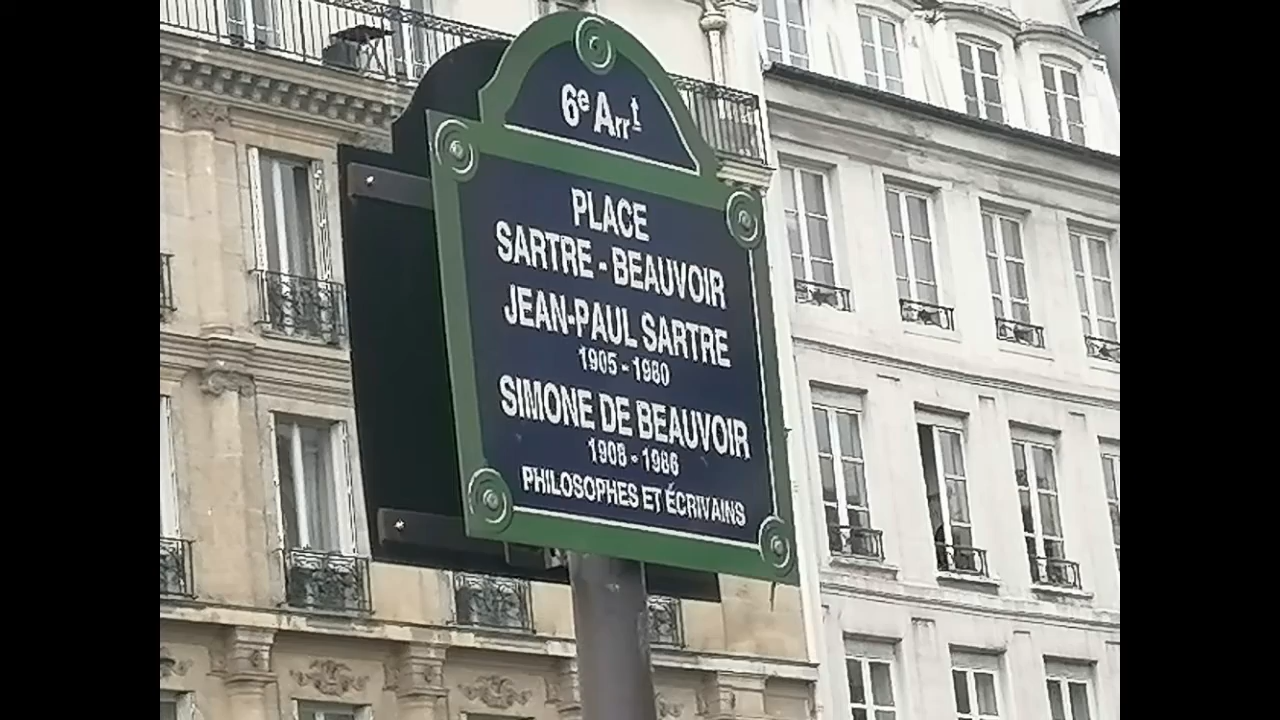 6e Arrt
PLACE
SARTRE - BEAUVOIR
JEAN-PAUL SARTRE
1905 - 1980
SIMONE DE BEAUVOIR
1908 - 1986
PHILOSOPHES ET ÉCRIVAINS